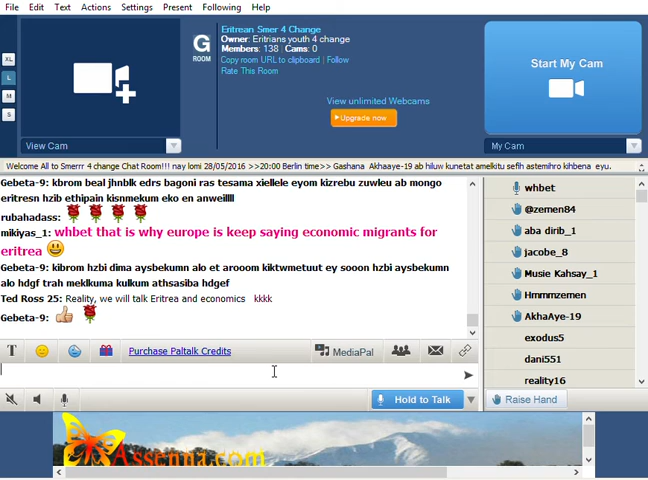 File Edit Text Actions Settings Present Following Help
XL
L
M
S
View Cam
G
ROOM
Eritrean Smer 4 Change
Owner: Eritrians youth 4 change
Members: 138 | Cams: 0
Copy room URL to clipboard | Follow
Rate This Room
View unlimited Webcams
Upgrade now
Start My Cam
My Cam
Welcome All to Smerrr 4 change Chat Room!!! nay lomi 28/05/2016 >>20:00 Berlin time>> Gashana Akhaaye-19 ab hiluw kunetat amelkitu sefih astemihro kihbena eyu.
Gebeta-9: kbrom beal jhnblk edrs bagoni ras tesama xiellele eyom kizrebu zuwleu ab mongo
eritresn hzib ethipain kisnmekum eko en anweillll
rubahadass:
mikiyas_1: whbet that is why europe is keep saying economic migrants for
eritrea
Gebeta-9: kibrom hzbi dima aysbekumn alo et arooom kiktwmetuut ey sooon hzbi aysbekumn
alo hdgf trah meklkuma kulkum athsasiba hdgef
Ted Ross 25: Reality, we will talk Eritrea and economics kkkk
Gebeta-9:
whbet
@zemen84
aba dirib_1
jacobe_8
Musie Kahsay_1
Hmmmzemen
AkhaAye-19
exodus5
dani551
reality16
T
Purchase Paltalk Credits
MediaPal
Hold to Talk
Raise Hand
Assenna.com